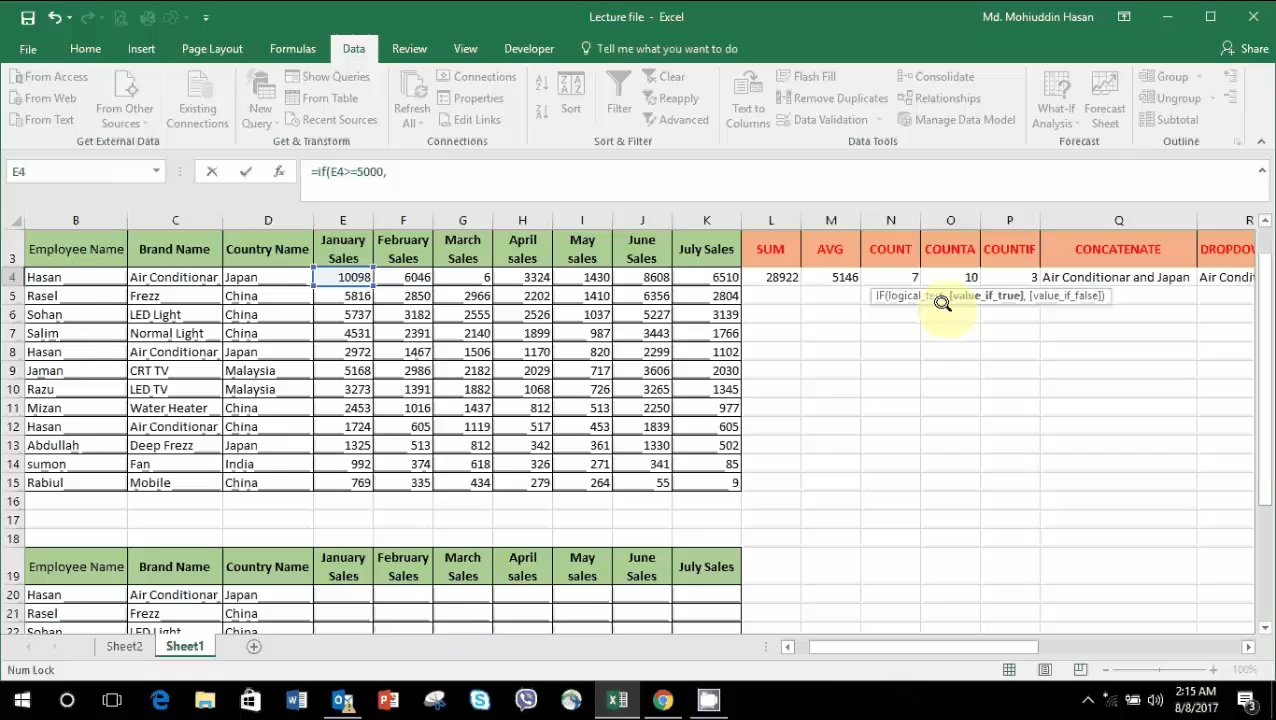 Lecture file - Excel
Md. Mohiuddin Hasan
File Home Insert Page Layout Formulas Data Review View Developer Tell me what you want to do Share
From Access
From Web
From Text
From Other Sources
Existing Connections
Get External Data
New Query
Show Queries
From Table
Recent Sources
Get & Transform
Refresh All
Connections
Properties
Edit Links
Connections
Sort
Filter
Clear
Reapply
Advanced
Sort & Filter
Text to Columns
Flash Fill
Remove Duplicates
Data Validation
Consolidate
Relationships
Manage Data Model
Data Tools
What-If Analysis
Forecast Sheet
Forecast
Group
Ungroup
Subtotal
Outline
E4 =if(E4>=5000,
B C D E F G H I J K L M N O P Q R
3 Employee Name Brand Name Country Name January Sales February Sales March Sales April Sales May Sales June Sales July Sales SUM AVG COUNT COUNTA COUNTIF CONCATENATE DROPDOW
4 Hasan Air Conditionar Japan 10098 6046 6 3324 1430 8608 6510 28922 5146 7 10 3 Air Conditionar and Japan Air Condit
5 Rasel Frezz China 5816 2850 2966 2202 1410 6356 2804
IF(logical_test, [value_if_true], [value_if_false])
6 Sohan LED Light China 5737 3182 2555 2526 1037 5227 3139
7 Salim Normal Light China 4531 2391 2140 1899 987 3443 1766
8 Hasan Air Conditionar Japan 2972 1467 1506 1170 820 2299 1102
9 Jaman CRT TV Malaysia 5168 2986 2182 2029 717 3606 2030
10 Razu LED TV Malaysia 3273 1391 1882 1068 726 3265 1345
11 Mizan Water Heater China 2453 1016 1437 812 513 2250 977
12 Hasan Air Conditionar China 1724 605 1119 517 453 1839 605
13 Abdullah Deep Frezz Japan 1325 513 812 342 361 1330 502
14 sumon Fan India 992 374 618 326 271 341 85
15 Rabiul Mobile China 769 335 434 279 264 55 9
16
17
18
19 Employee Name Brand Name Country Name January Sales February Sales March Sales April sales May sales June Sales July Sales
20 Hasan Air Conditionar Japan
21 Rasel Frezz China
22 Sohan LED Light China
Sheet2 Sheet1
Num Lock 100%
2:15 AM
8/8/2017
3